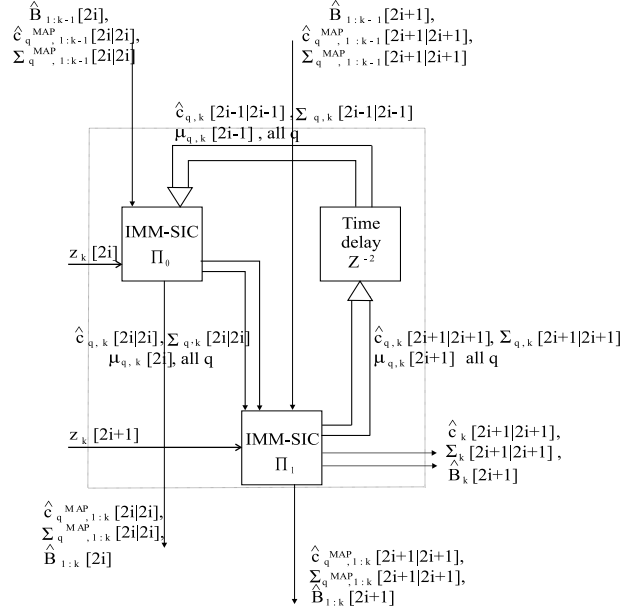 B̂ 1:k-1 [2i],
ĉ q MAP, 1:k-1 [2i|2i],
Σ q MAP, 1:k-1 [2i|2i]
B̂ 1:k-1 [2i+1],
ĉ q MAP, 1:k-1 [2i+1|2i+1],
Σ q MAP, 1:k-1 [2i+1|2i+1]
ĉ q,k [2i-1|2i-1] , Σ q,k [2i-1|2i-1]
μ q,k [2i-1] , all q
IMM-SIC
Π 0
Time
delay
Z -2
z k [2i]
ĉ q,k [2i|2i] , Σ q,k [2i|2i]
μ q,k [2i], all q
ĉ q,k [2i+1|2i+1], Σ q,k [2i+1|2i+1]
μ q,k [2i+1] all q
z k [2i+1]
IMM-SIC
Π 1
ĉ k [2i+1|2i+1],
Σ k [2i+1|2i+1] ,
B̂ k [2i+1]
ĉ q MAP, 1:k [2i|2i],
Σ q MAP, 1:k [2i|2i],
B̂ 1:k [2i]
ĉ q MAP, 1:k [2i+1|2i+1],
Σ q MAP, 1:k [2i+1|2i+1],
B̂ 1:k [2i+1]